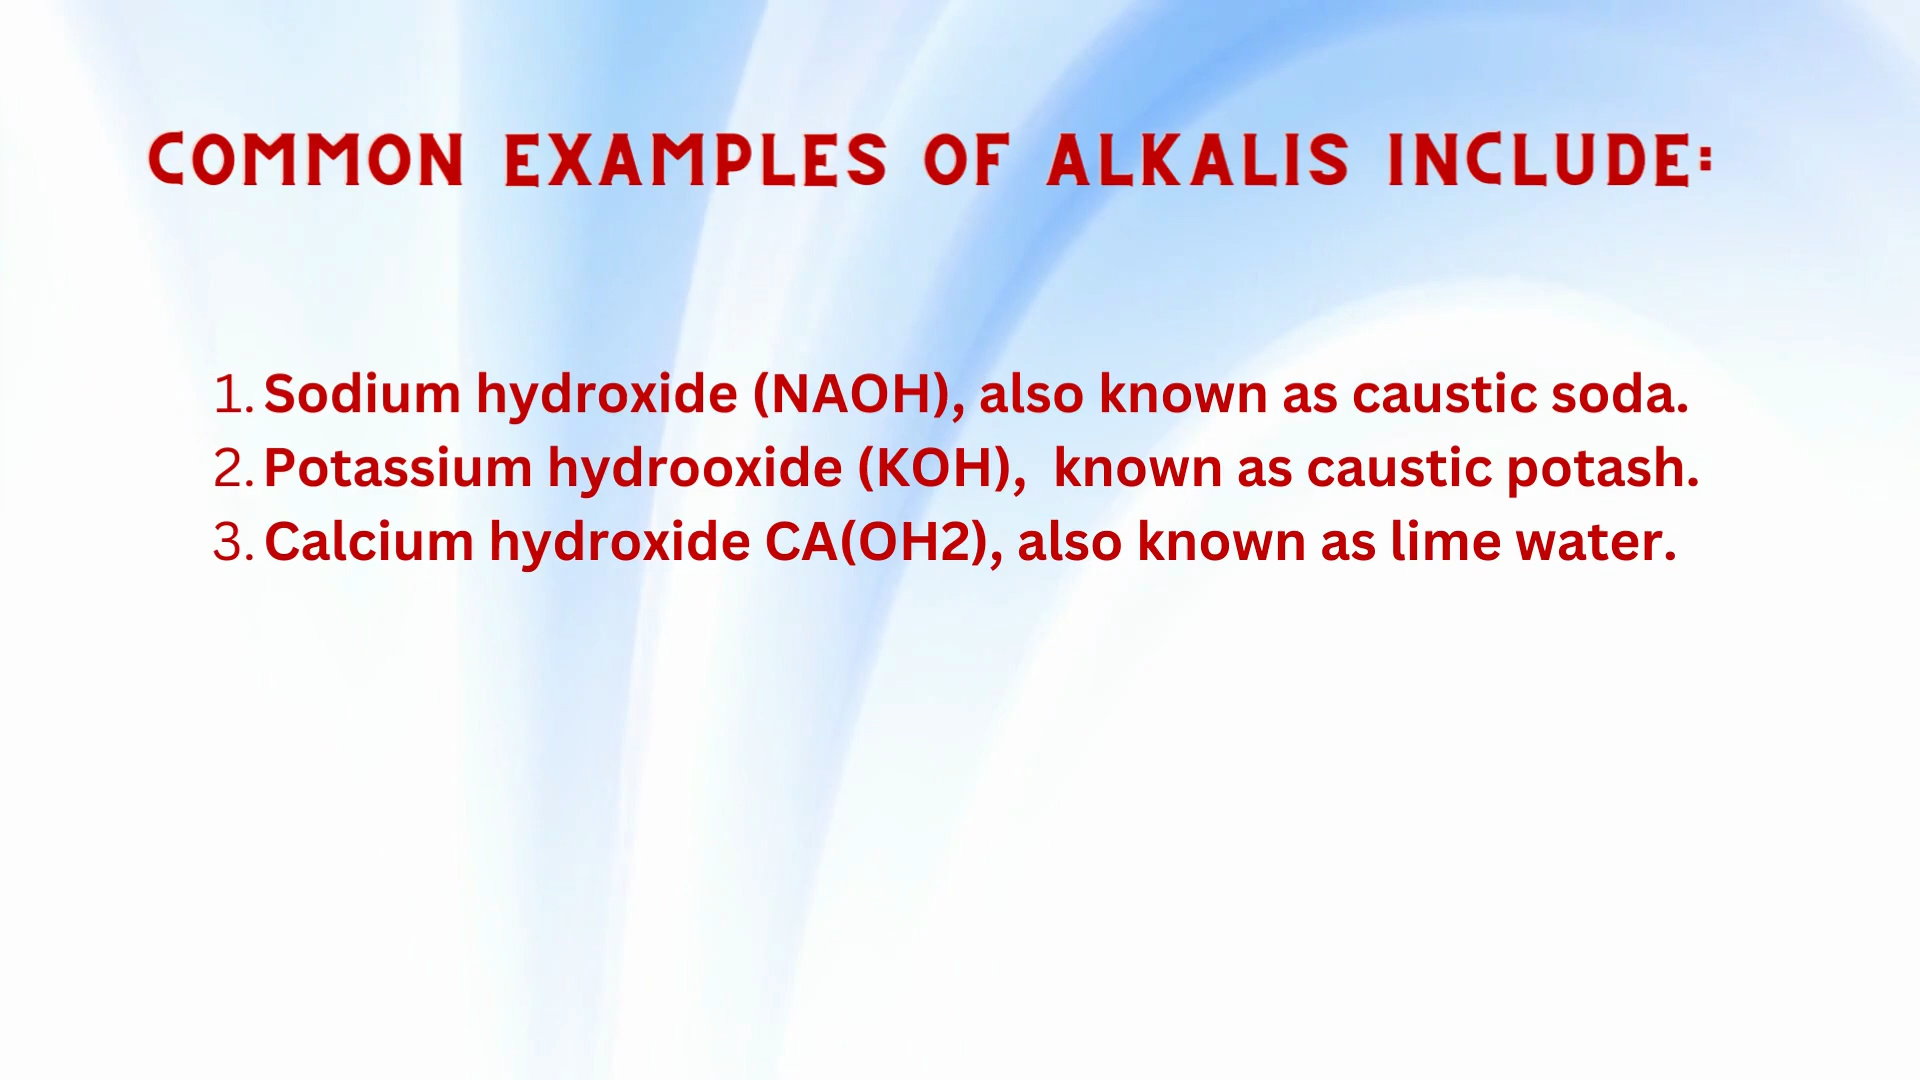 COMMON EXAMPLES OF ALKALIS INCLUDE:
1. Sodium hydroxide (NAOH), also known as caustic soda.
2. Potassium hydrooxide (KOH),  known as caustic potash.
3. Calcium hydroxide CA(OH2), also known as lime water.